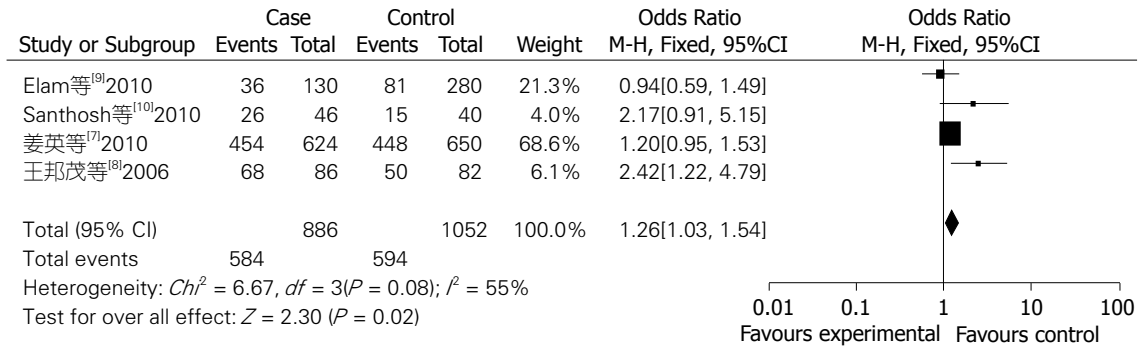 Case Control Odds Ratio Odds Ratio
Study or Subgroup Events Total Events Total Weight M-H, Fixed, 95%CI M-H, Fixed, 95%CI
Elam等[9]2010 36 130 81 280 21.3% 0.94[0.59, 1.49]
Santhosh等[10]2010 26 46 15 40 4.0% 2.17[0.91, 5.15]
姜英等[7]2010 454 624 448 650 68.6% 1.20[0.95, 1.53]
王邦茂等[8]2006 68 86 50 82 6.1% 2.42[1.22, 4.79]
Total (95% CI) 886 1052 100.0% 1.26[1.03, 1.54]
Total events 584 594
Heterogeneity: Chi² = 6.67, df = 3(P = 0.08); I² = 55%
Test for over all effect: Z = 2.30 (P = 0.02)
0.01 0.1 1 10 100
Favours experimental Favours control